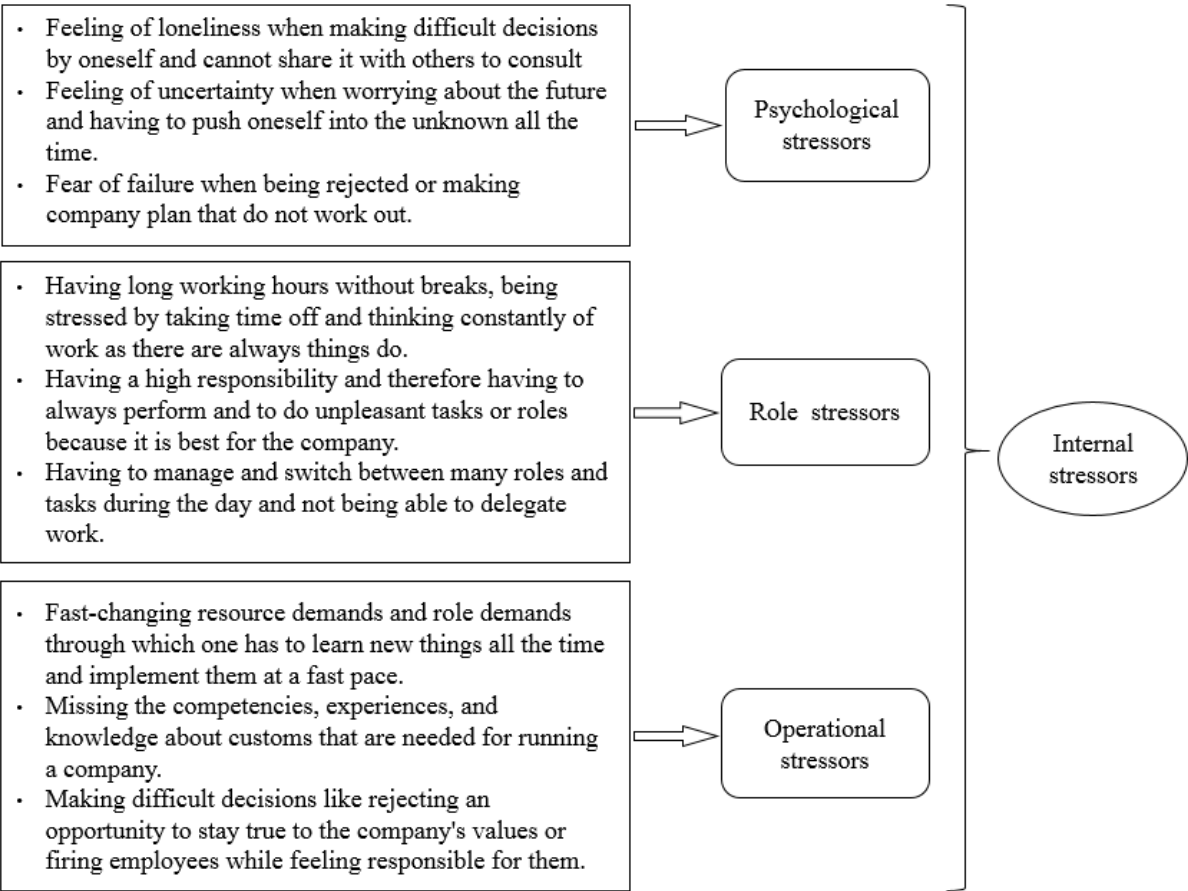 • Feeling of loneliness when making difficult decisions
by oneself and cannot share it with others to consult
• Feeling of uncertainty when worrying about the future
and having to push oneself into the unknown all the
time.
• Fear of failure when being rejected or making
company plan that do not work out.
Psychological
stressors
• Having long working hours without breaks, being
stressed by taking time off and thinking constantly of
work as there are always things do.
• Having a high responsibility and therefore having to
always perform and to do unpleasant tasks or roles
because it is best for the company.
• Having to manage and switch between many roles and
tasks during the day and not being able to delegate
work.
Role stressors
• Fast-changing resource demands and role demands
through which one has to learn new things all the time
and implement them at a fast pace.
• Missing the competencies, experiences, and
knowledge about customs that are needed for running
a company.
• Making difficult decisions like rejecting an
opportunity to stay true to the company's values or
firing employees while feeling responsible for them.
Operational
stressors
Internal
stressors